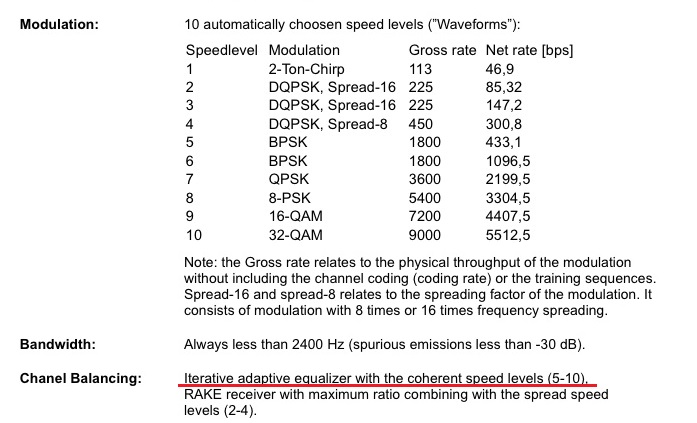 Modulation: 10 automatically choosen speed levels ("Waveforms"):
Speedlevel Modulation Gross rate Net rate [bps]
1 2-Ton-Chirp 113 46,9
2 DQPSK, Spread-16 225 85,32
3 DQPSK, Spread-16 225 147,2
4 DQPSK, Spread-8 450 300,8
5 BPSK 1800 433,1
6 BPSK 1800 1096,5
7 QPSK 3600 2199,5
8 8-PSK 5400 3304,5
9 16-QAM 7200 4407,5
10 32-QAM 9000 5512,5
Note: the Gross rate relates to the physical throughput of the modulation
without including the channel coding (coding rate) or the training sequences.
Spread-16 and spread-8 relates to the spreading factor of the modulation. It
consists of modulation with 8 times or 16 times frequency spreading.
Bandwidth: Always less than 2400 Hz (spurious emissions less than -30 dB).
Chanel Balancing: Iterative adaptive equalizer with the coherent speed levels (5-10),
RAKE receiver with maximum ratio combining with the spread speed
levels (2-4).